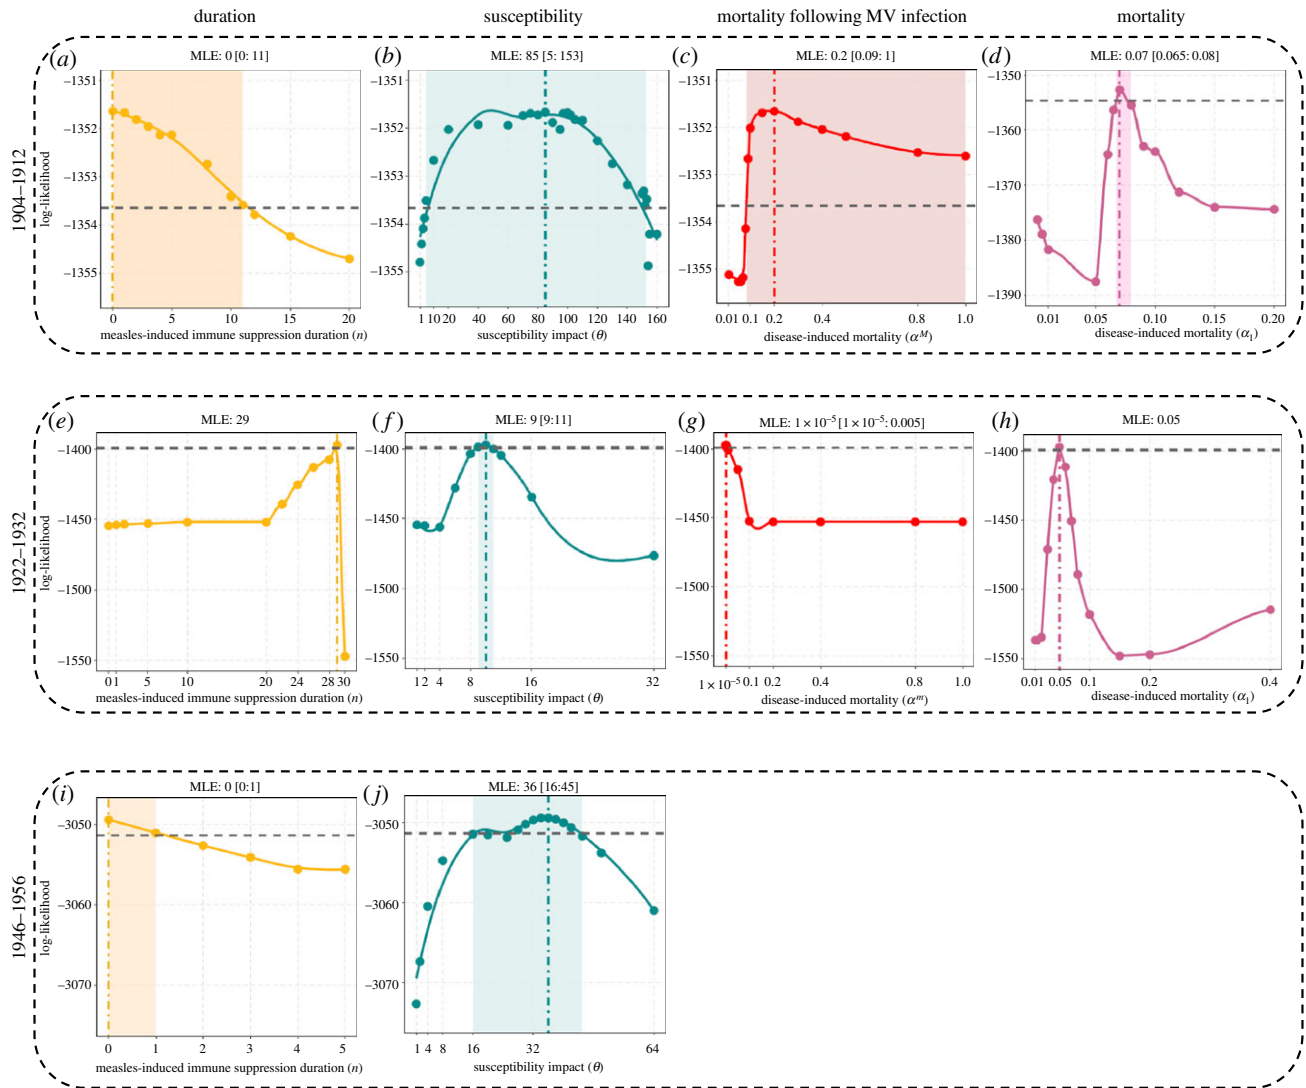 duration
susceptibility
mortality following MV infection
mortality
1904–1912
(a)
MLE: 0 [0: 11]
−1351
−1352
−1353
−1354
−1355
log-likelihood
0 5 10 15 20
measles-induced immune suppression duration (n)
(b)
MLE: 85 [5:153]
−1351
−1352
−1353
−1354
−1355
1 10 20 40 60 80 100 120 140 160
susceptibility impact (θ)
(c)
MLE: 0.2 [0.09: 1]
−1351
−1352
−1353
−1354
−1355
0.01 0.1 0.2 0.4 0.6 0.8 1.0
disease-induced mortality (α^M)
(d)
MLE: 0.07 [0.065: 0.08]
−1350
−1360
−1370
−1380
−1390
0.01 0.05 0.10 0.15 0.20
disease-induced mortality (α₁)
1922–1932
(e)
MLE: 29
−1400
−1450
−1500
−1550
log-likelihood
0 1 5 10 20 24 28 30
measles-induced immune suppression duration (n)
(f)
MLE: 9 [9:11]
−1400
−1450
−1500
−1550
1 2 4 8 16 32
susceptibility impact (θ)
(g)
MLE: 1 × 10⁻⁵ [1 × 10⁻⁵: 0.005]
−1400
−1450
−1500
−1550
1 × 10⁻⁵ 0.1 0.2 0.4 0.8 1.0
disease-induced mortality (α^m)
(h)
MLE: 0.05
−1400
−1450
−1500
−1550
0.01 0.05 0.1 0.2 0.4
disease-induced mortality (α₁)
1946–1956
(i)
MLE: 0 [0:1]
−3050
−3060
−3070
log-likelihood
0 1 2 3 4 5
measles-induced immune suppression duration (n)
(j)
MLE: 36 [16:45]
−3050
−3060
−3070
1 4 8 16 32 64
susceptibility impact (θ)